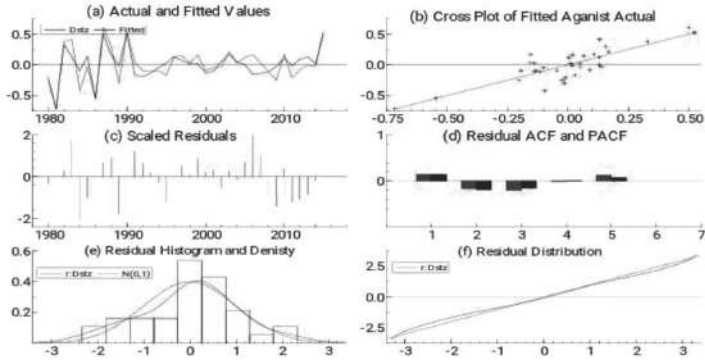 (a) Actual and Fitted Values
Dstz Fitted
0.5
0.0
-0.5
1980 1990 2000 2010
(b) Cross Plot of Fitted Aganist Actual
0.5
0.0
-0.5
-0.75 -0.50 -0.25 0.00 0.25 0.50
(c) Scaled Residuals
2
0
-2
1980 1990 2000 2010
(d) Residual ACF and PACF
1
0
1 2 3 4 5 6 7
(e) Residual Histogram and Denisty
r:Dstz N(0,1)
0.6
0.4
0.2
-3 -2 -1 0 1 2 3
(f) Residual Distribution
r:Dstz
2.5
0.0
-2.5
-3 -2 -1 0 1 2 3